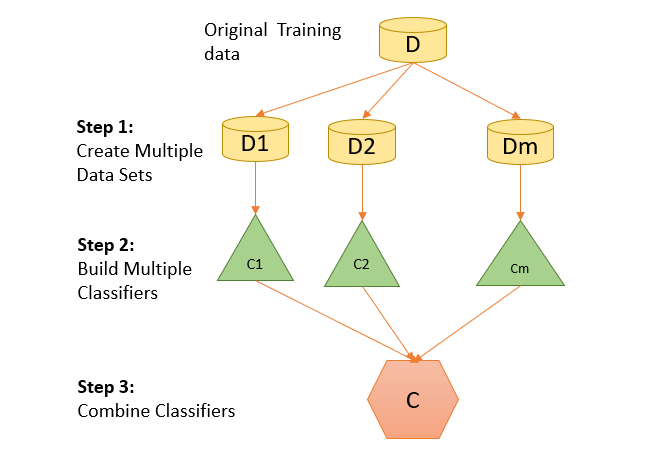 Original Training
data
D
Step 1:
Create Multiple
Data Sets
D1
D2
Dm
Step 2:
Build Multiple
Classifiers
C1
C2
Cm
Step 3:
Combine Classifiers
C